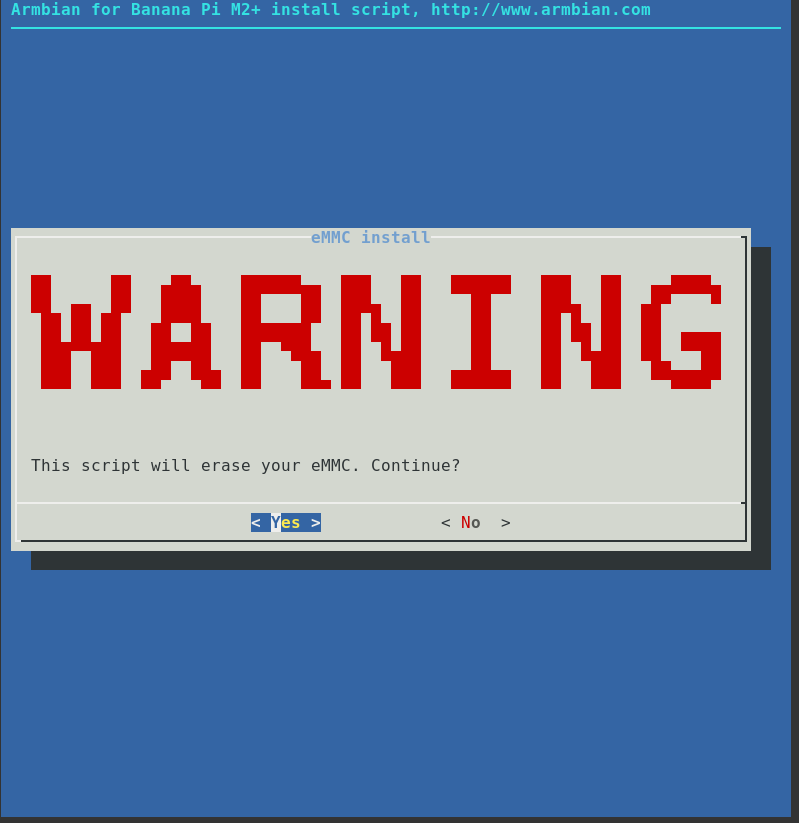 Armbian for Banana Pi M2+ install script, http://www.armbian.com
eMMC install
WARNING
This script will erase your eMMC. Continue?
< Yes > < No >